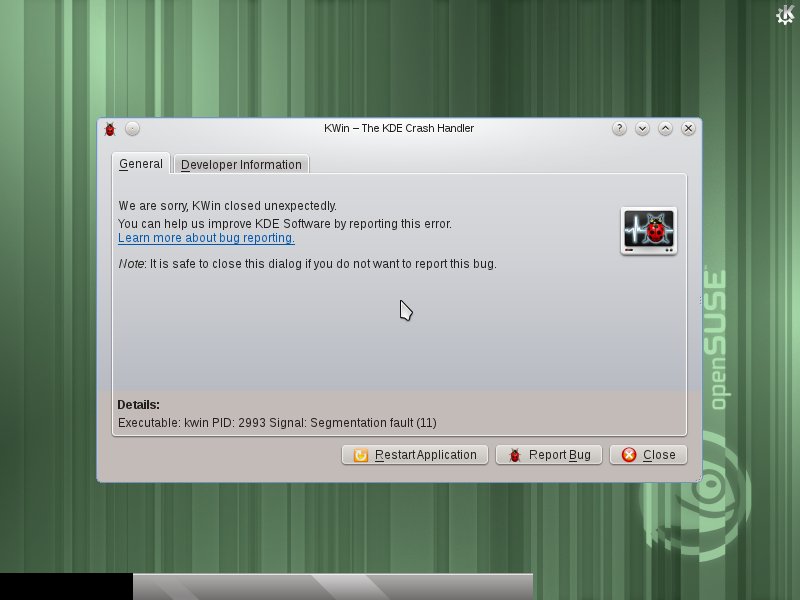 KWin – The KDE Crash Handler
General
Developer Information
We are sorry, KWin closed unexpectedly.
You can help us improve KDE Software by reporting this error.
Learn more about bug reporting.
Note: It is safe to close this dialog if you do not want to report this bug.
openSUSE
Details:
Executable: kwin PID: 2993 Signal: Segmentation fault (11)
Restart Application
Report Bug
Close